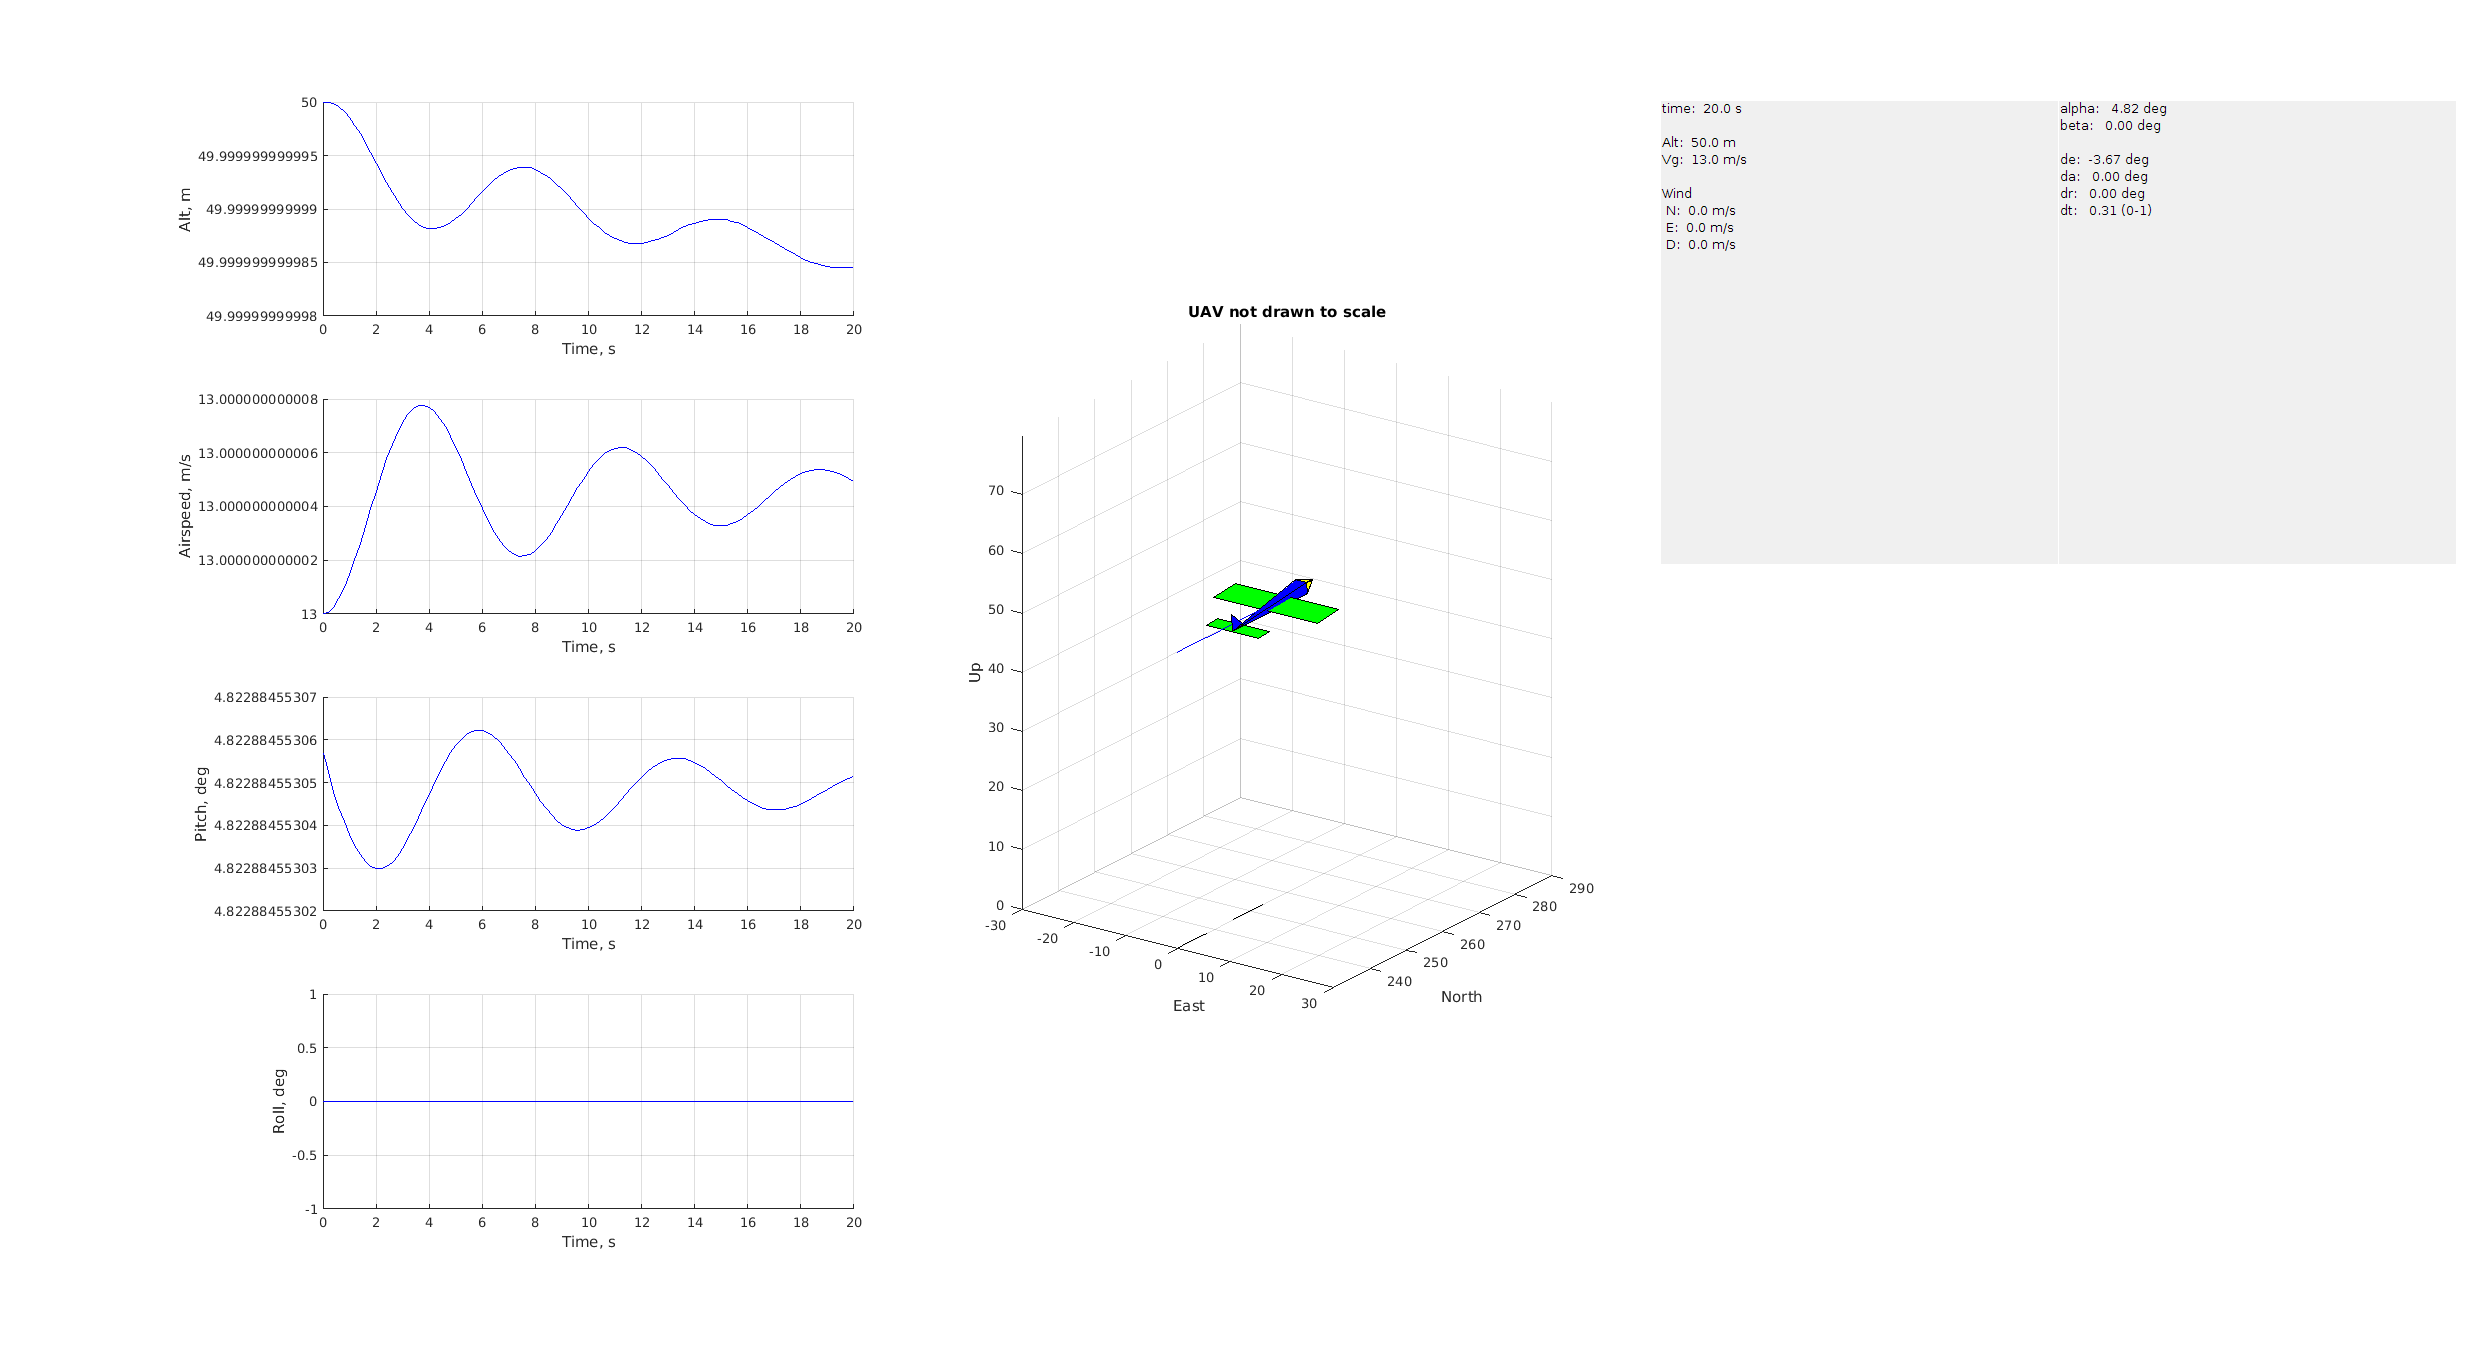 50
49.999999999995
49.99999999999
49.999999999985
49.99999999998
Alt, m
0 2 4 6 8 10 12 14 16 18 20
Time, s
13.000000000008
13.000000000006
13.000000000004
13.000000000002
13
Airspeed, m/s
0 2 4 6 8 10 12 14 16 18 20
Time, s
4.82288455307
4.82288455306
4.82288455305
4.82288455304
4.82288455303
4.82288455302
Pitch, deg
0 2 4 6 8 10 12 14 16 18 20
Time, s
1
0.5
0
-0.5
-1
Roll, deg
0 2 4 6 8 10 12 14 16 18 20
Time, s
UAV not drawn to scale
70
60
50
40
30
20
10
0
Up
-30 -20 -10 0 10 20 30
East
240 250 260 270 280 290
North
time: 20.0 s
Alt: 50.0 m
Vg: 13.0 m/s
Wind
N: 0.0 m/s
E: 0.0 m/s
D: 0.0 m/s
alpha: 4.82 deg
beta: 0.00 deg
de: -3.67 deg
da: 0.00 deg
dr: 0.00 deg
dt: 0.31 (0-1)